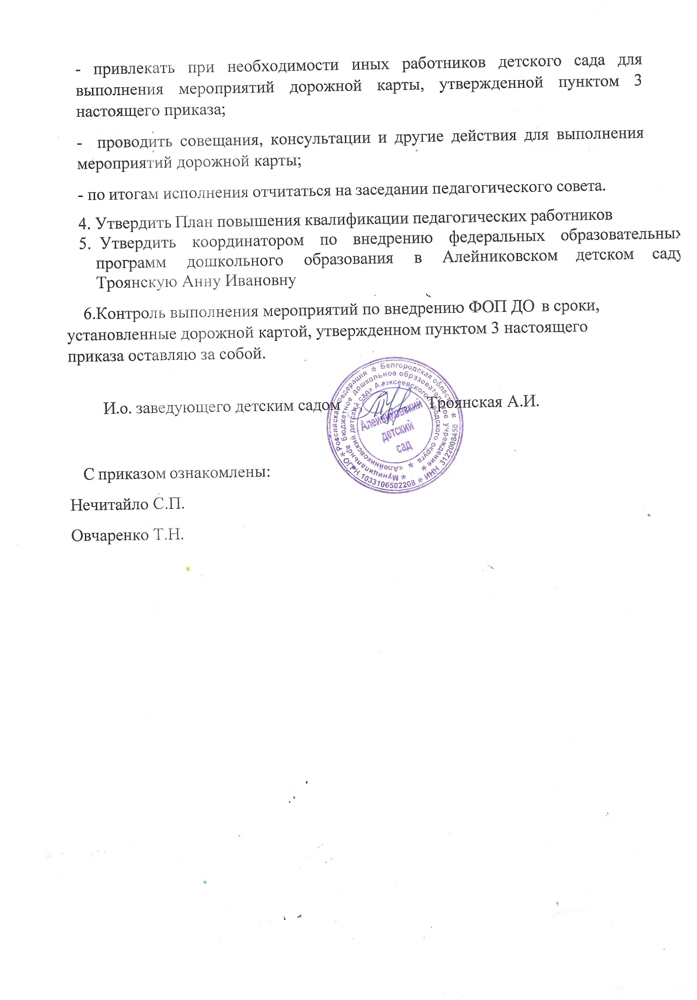 - привлекать при необходимости иных работников детского сада для
выполнения мероприятий дорожной карты, утвержденной пунктом 3
настоящего приказа;
- проводить совещания, консультации и другие действия для выполнения
мероприятий дорожной карты;
- по итогам исполнения отчитаться на заседании педагогического совета.
4. Утвердить План повышения квалификации педагогических работников
5. Утвердить координатором по внедрению федеральных образовательных
программ дошкольного образования в Алейниковском детском саду
Троянскую Анну Ивановну
6.Контроль выполнения мероприятий по внедрению ФОП ДО в сроки,
установленные дорожной картой, утвержденном пунктом 3 настоящего
приказа оставляю за собой.
И.о. заведующего детским садом Троянская А.И.
* Российская Федерация * Белгородская область * ИНН 3122008450 * 1033106502208
* Муниципальное бюджетное дошкольное образовательное учреждение *
«Алейниковский детский сад» Алексеевского городского округа *
Алейниковский
детский
сад
С приказом ознакомлены:
Нечитайло С.П.
Овчаренко Т.Н.